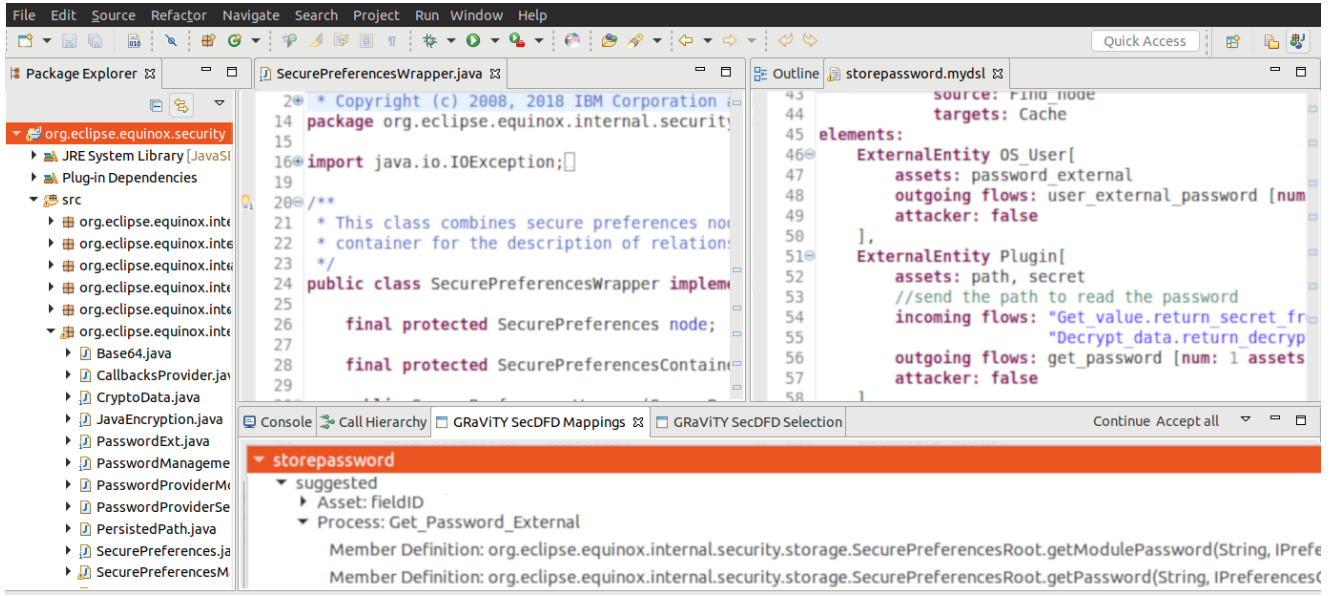 File Edit Source Refactor Navigate Search Project Run Window Help
Quick Access
Package Explorer
org.eclipse.equinox.security
JRE System Library [JavaSI
Plug-in Dependencies
src
org.eclipse.equinox.inte
org.eclipse.equinox.inte
org.eclipse.equinox.inte
org.eclipse.equinox.inte
org.eclipse.equinox.inte
org.eclipse.equinox.inte
Base64.java
CallbacksProvider.jav
CryptoData.java
JavaEncryption.java
PasswordExt.java
PasswordManageme
PasswordProviderMo
PasswordProviderSe
PersistedPath.java
SecurePreferences.ja
SecurePreferencesM
SecurePreferencesWrapper.java
2 * Copyright (c) 2008, 2018 IBM Corporation a
14 package org.eclipse.equinox.internal.security
15
16 import java.io.IOException;
19
20 /**
21 * This class combines secure preferences nod
22 * container for the description of relations
23 */
24 public class SecurePreferencesWrapper impleme
25
26 final protected SecurePreferences node;
27
28 final protected SecurePreferencesContaine
29
Outline storepassword.mydsl
43 source: Find_node
44 targets: Cache
45 elements:
46 ExternalEntity OS_User[
47 assets: password_external
48 outgoing flows: user_external_password [num
49 attacker: false
50 ],
51 ExternalEntity Plugin[
52 assets: path, secret
53 //send the path to read the password
54 incoming flows: "Get_value.return_secret_fr
55 "Decrypt_data.return_decryp
56 outgoing flows: get_password [num: 1 assets
57 attacker: false
58 ]
Console Call Hierarchy GRaViTY SecDFD Mappings GRaViTY SecDFD Selection Continue Accept all
storepassword
suggested
Asset: fieldID
Process: Get_Password_External
Member Definition: org.eclipse.equinox.internal.security.storage.SecurePreferencesRoot.getModulePassword(String, IPrefe
Member Definition: org.eclipse.equinox.internal.security.storage.SecurePreferencesRoot.getPassword(String, IPreferencesC